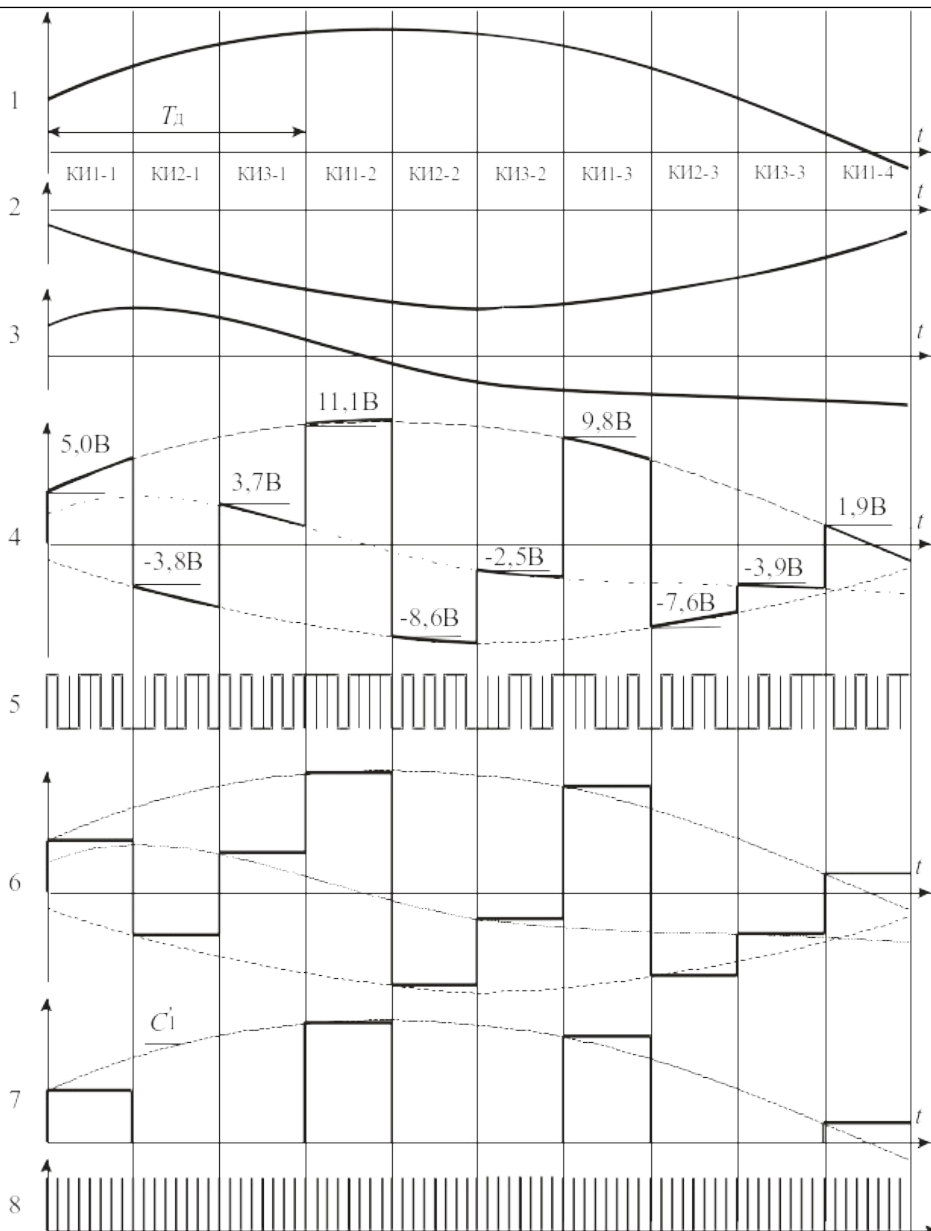 1
T_Д
t
КИ1-1 КИ2-1 КИ3-1 КИ1-2 КИ2-2 КИ3-2 КИ1-3 КИ2-3 КИ3-3 КИ1-4
2
t
3
t
5,0В
-3,8В
3,7В
11,1В
-8,6В
-2,5В
9,8В
-7,6В
-3,9В
1,9В
4
t
5
6
t
C'1
7
t
8